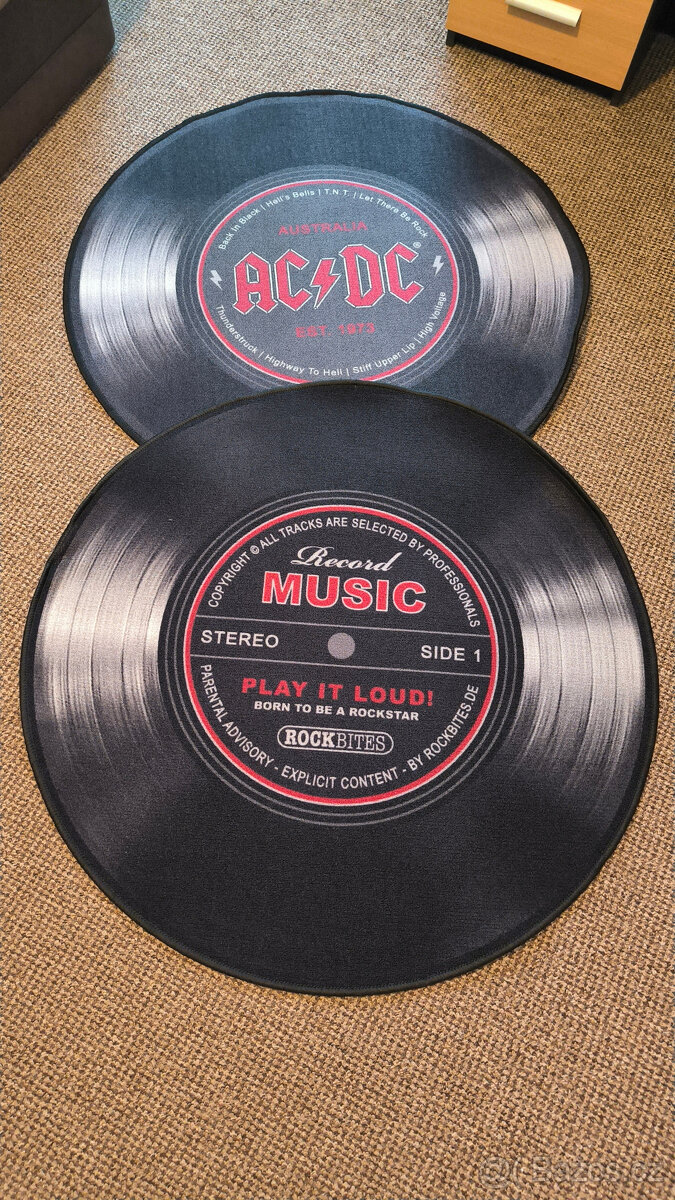 Back In Black | Hell's Bells | T.N.T. | Let There Be Rock
AUSTRALIA
AC⚡DC®
EST. 1973
Thunderstruck | Highway To Hell | Stiff Upper Lip | High Voltage
COPYRIGHT © ALL TRACKS ARE SELECTED BY PROFESSIONALS
Record
MUSIC
STEREO
SIDE 1
PLAY IT LOUD!
BORN TO BE A ROCKSTAR
ROCKBITES
PARENTAL ADVISORY - EXPLICIT CONTENT - BY ROCKBITES.DE
Bazos.cz